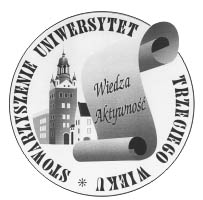 STOWARZYSZENIE UNIWERSYTET TRZECIEGO WIEKU *
Wiedza
Aktywność